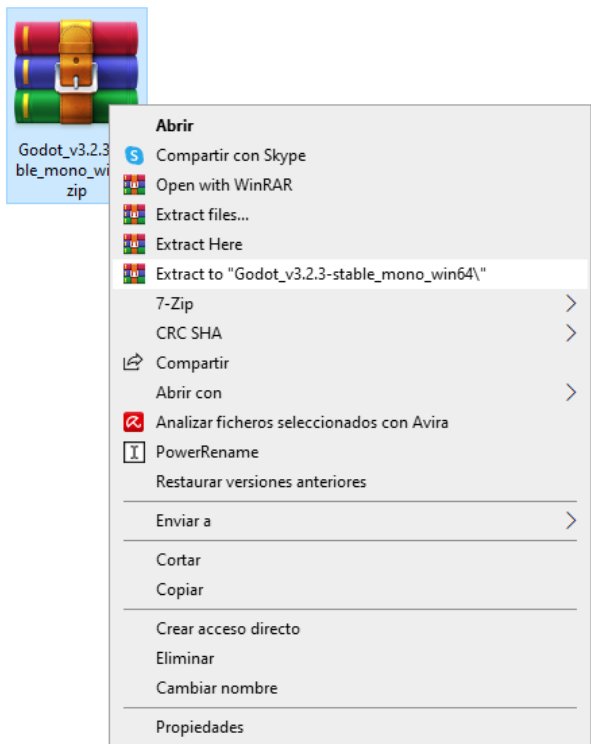 Godot_v3.2.3
ble_mono_wi
zip
Abrir
Compartir con Skype
Open with WinRAR
Extract files...
Extract Here
Extract to "Godot_v3.2.3-stable_mono_win64\"
7-Zip
CRC SHA
Compartir
Abrir con
Analizar ficheros seleccionados con Avira
PowerRename
Restaurar versiones anteriores
Enviar a
Cortar
Copiar
Crear acceso directo
Eliminar
Cambiar nombre
Propiedades